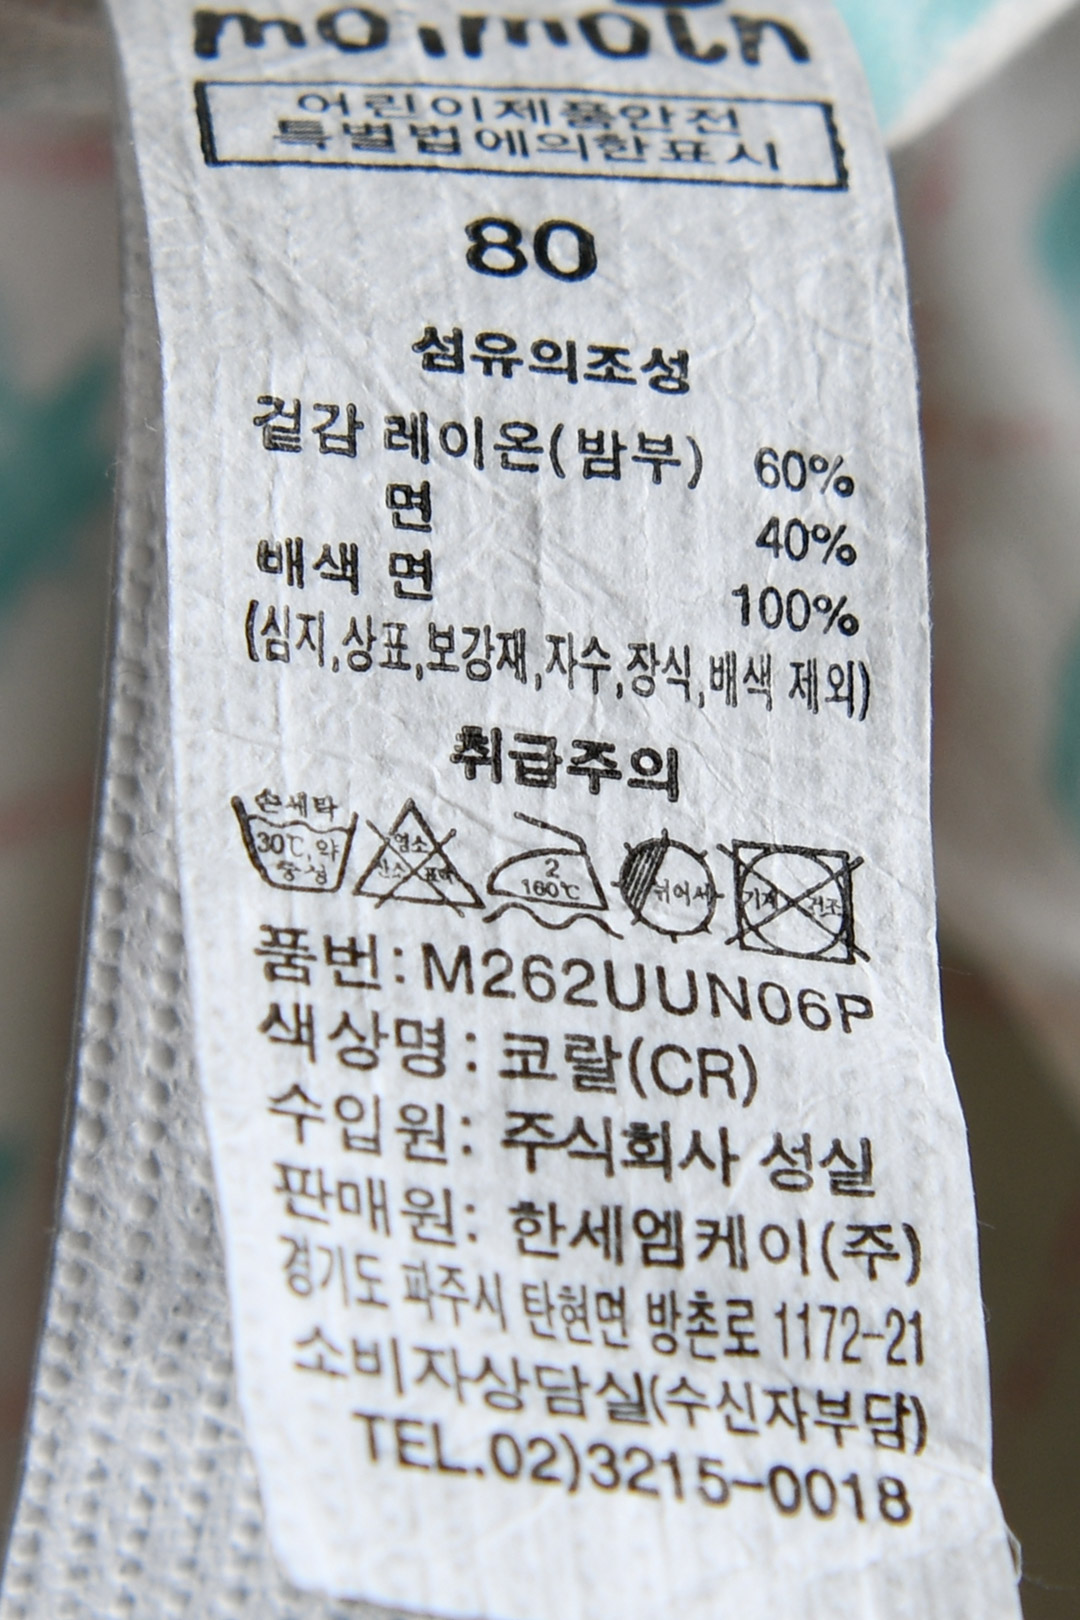 moimoln
어린이제품안전
특별법에의한표시
80
섬유의조성
겉감 레이온(밤부) 60%
면 40%
배색 면 100%
(심지,상표,보강재,자수,장식,배색 제외)
취급주의
손세탁
30℃,약
중성
염소
산소 표백
2
160℃
뉘어서
기계 건조
품번:M262UUN06P
색상명:코랄(CR)
수입원: 주식회사 성실
판매원: 한세엠케이(주)
경기도 파주시 탄현면 방촌로 1172-21
소비자상담실(수신자부담)
TEL.02)3215-0018